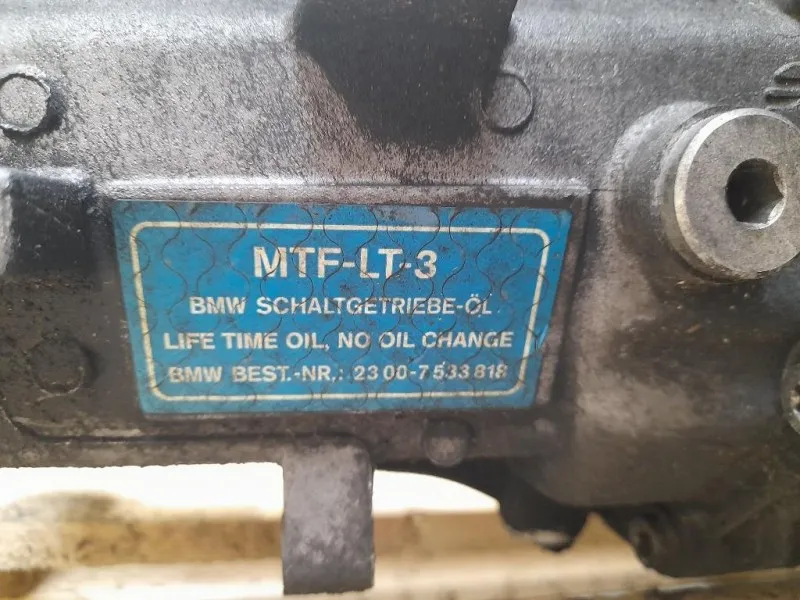 MTF-LT-3
BMW SCHALTGETRIEBE-ÖL
LIFE TIME OIL, NO OIL CHANGE
BMW BEST.-NR.: 23 00-7 533 818